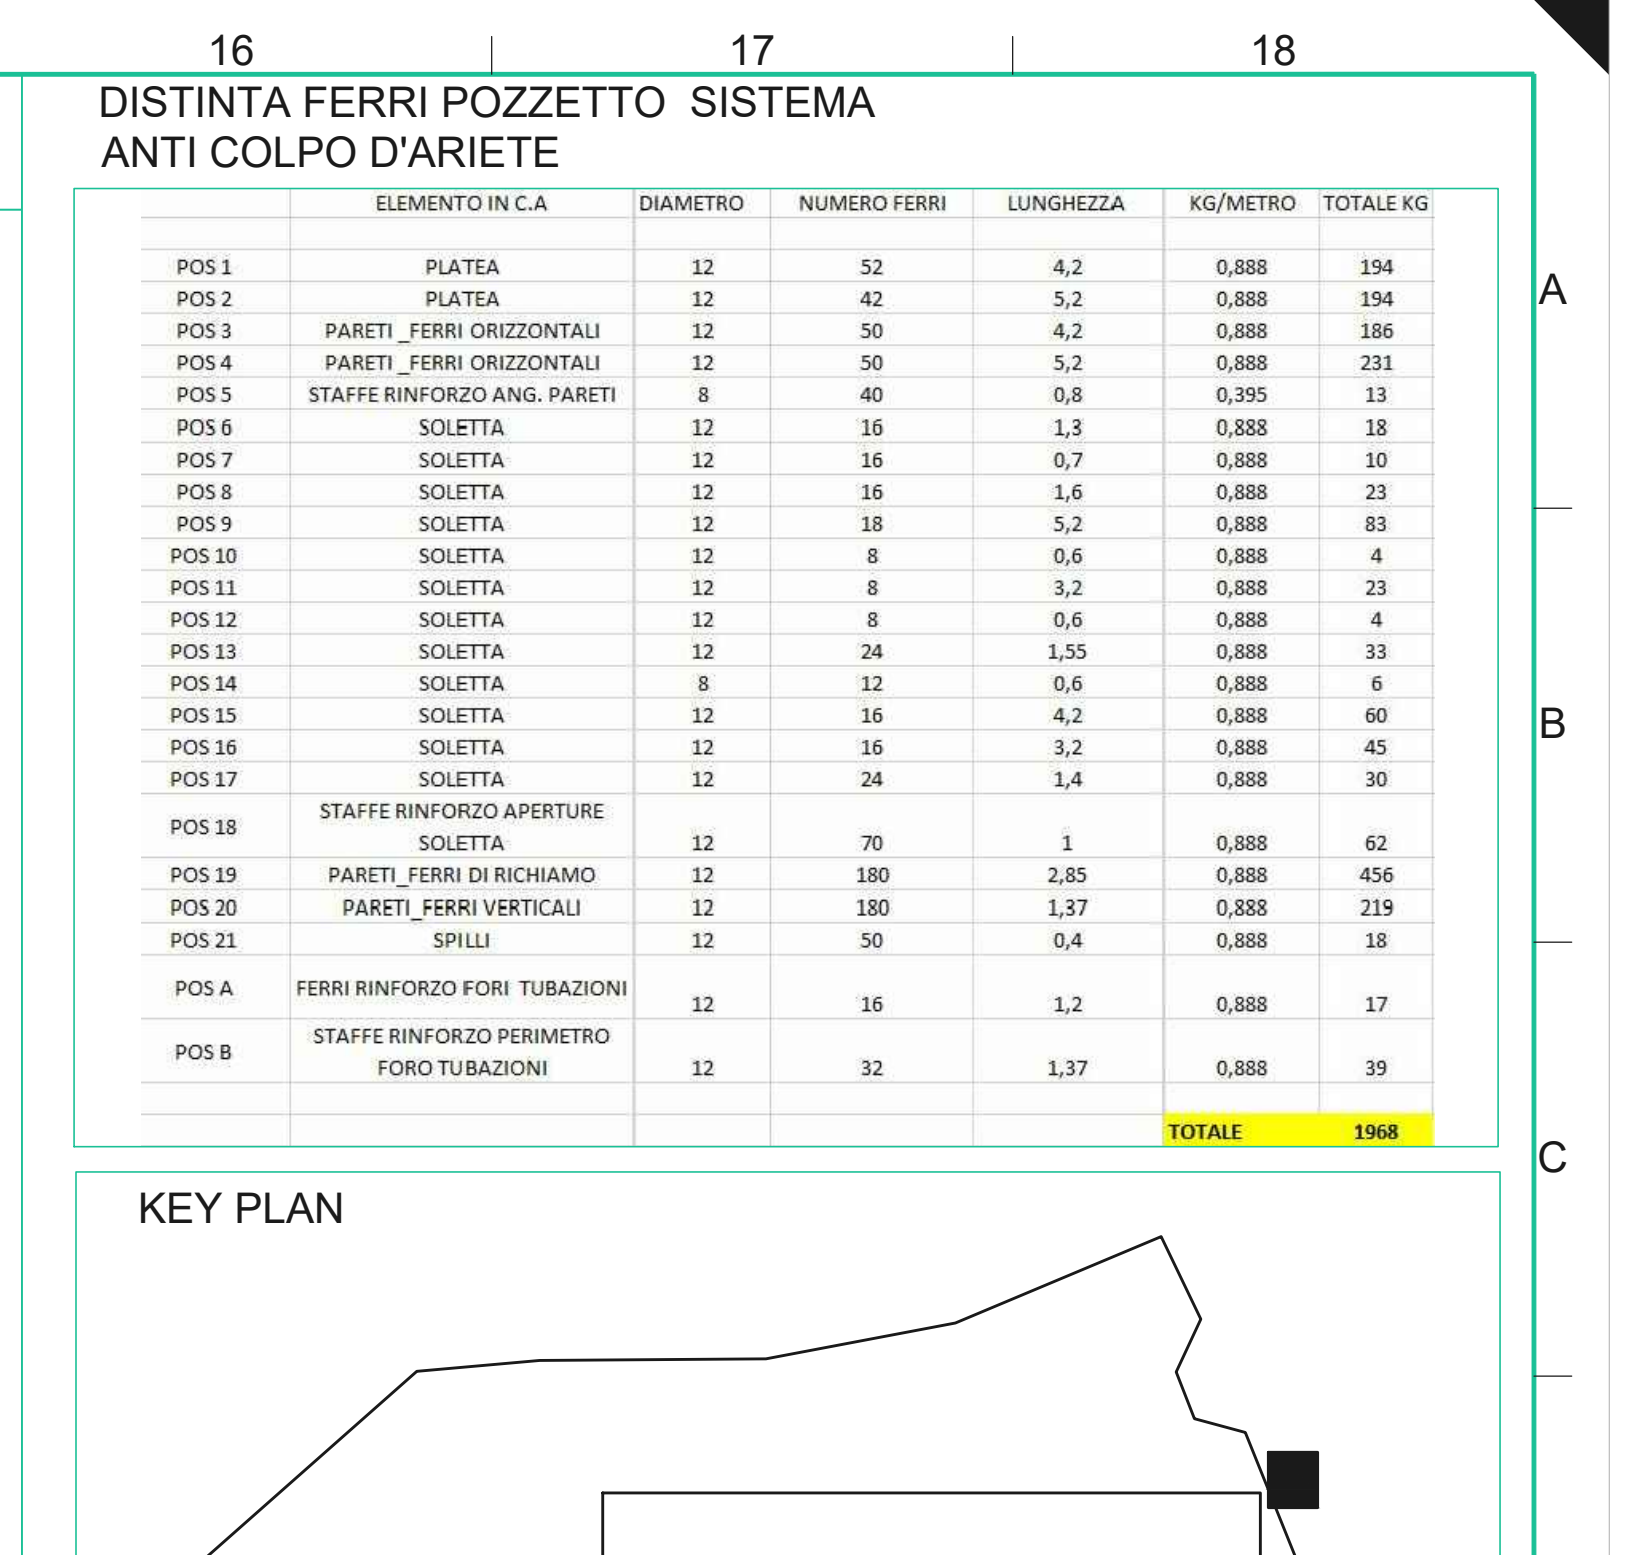 16 17 18
DISTINTA FERRI POZZETTO SISTEMA
ANTI COLPO D'ARIETE
ELEMENTO IN C.A DIAMETRO NUMERO FERRI LUNGHEZZA KG/METRO TOTALE KG
POS 1 PLATEA 12 52 4,2 0,888 194
POS 2 PLATEA 12 42 5,2 0,888 194
A
POS 3 PARETI _FERRI ORIZZONTALI 12 50 4,2 0,888 186
POS 4 PARETI _FERRI ORIZZONTALI 12 50 5,2 0,888 231
POS 5 STAFFE RINFORZO ANG. PARETI 8 40 0,8 0,395 13
POS 6 SOLETTA 12 16 1,3 0,888 18
POS 7 SOLETTA 12 16 0,7 0,888 10
POS 8 SOLETTA 12 16 1,6 0,888 23
POS 9 SOLETTA 12 18 5,2 0,888 83
POS 10 SOLETTA 12 8 0,6 0,888 4
POS 11 SOLETTA 12 8 3,2 0,888 23
POS 12 SOLETTA 12 8 0,6 0,888 4
POS 13 SOLETTA 12 24 1,55 0,888 33
POS 14 SOLETTA 8 12 0,6 0,888 6
POS 15 SOLETTA 12 16 4,2 0,888 60
B
POS 16 SOLETTA 12 16 3,2 0,888 45
POS 17 SOLETTA 12 24 1,4 0,888 30
POS 18 STAFFE RINFORZO APERTURE
SOLETTA 12 70 1 0,888 62
POS 19 PARETI_FERRI DI RICHIAMO 12 180 2,85 0,888 456
POS 20 PARETI_FERRI VERTICALI 12 180 1,37 0,888 219
POS 21 SPILLI 12 50 0,4 0,888 18
POS A FERRI RINFORZO FORI TUBAZIONI 12 16 1,2 0,888 17
POS B STAFFE RINFORZO PERIMETRO
FORO TUBAZIONI 12 32 1,37 0,888 39
TOTALE 1968
C
KEY PLAN